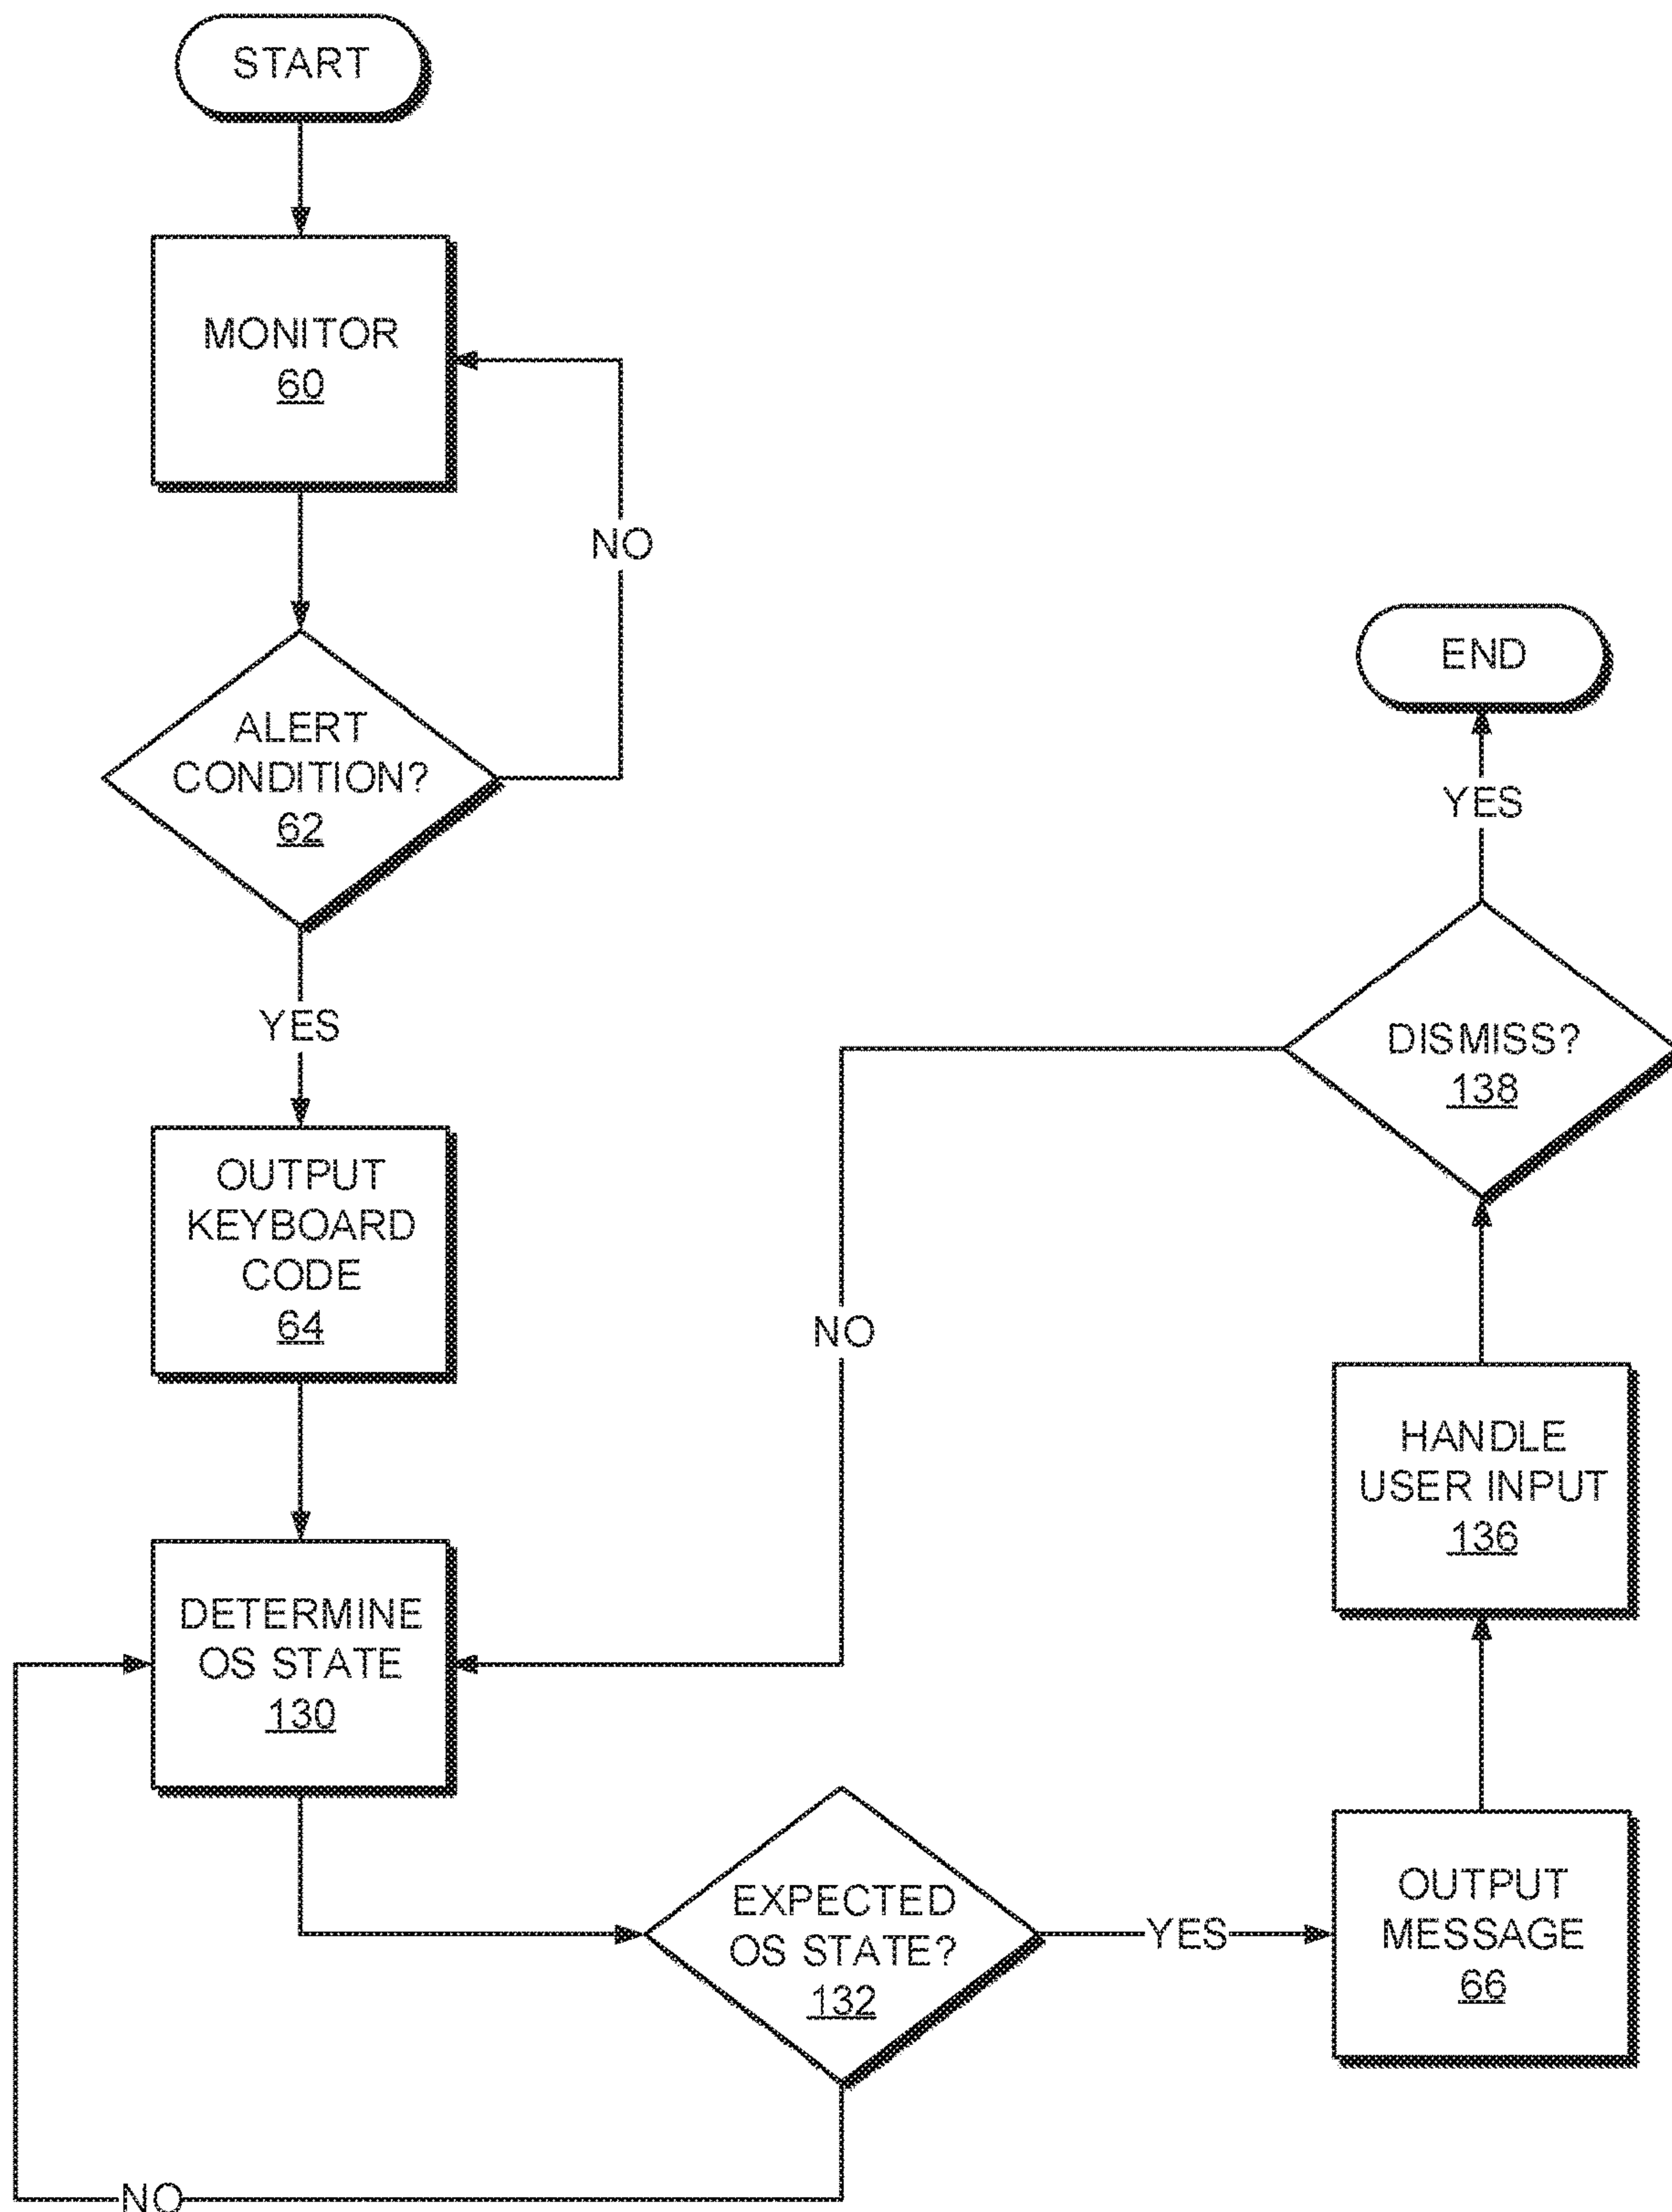 START
MONITOR
60
NO
ALERT
CONDITION?
62
YES
OUTPUT
KEYBOARD
CODE
64
DETERMINE
OS STATE
130
NO
EXPECTED
OS STATE?
132
NO
YES
OUTPUT
MESSAGE
66
HANDLE
USER INPUT
136
DISMISS?
138
YES
END